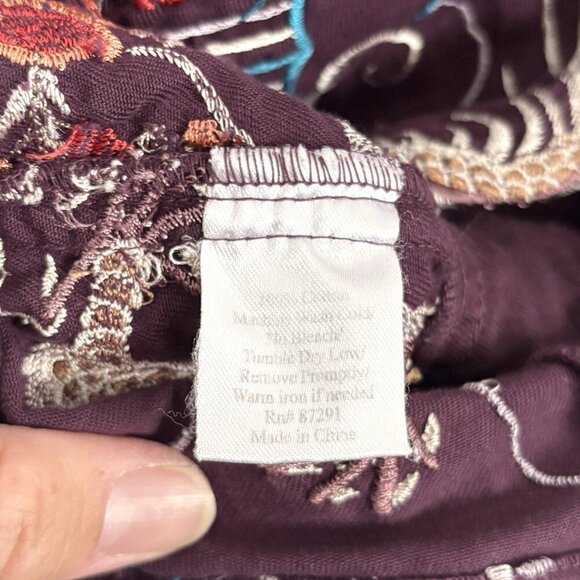 100% Cotton
Machine Wash Cold/
No Bleach/
Tumble Dry Low/
Remove Promptly/
Warm iron if needed
Rn# 87291
Made in China